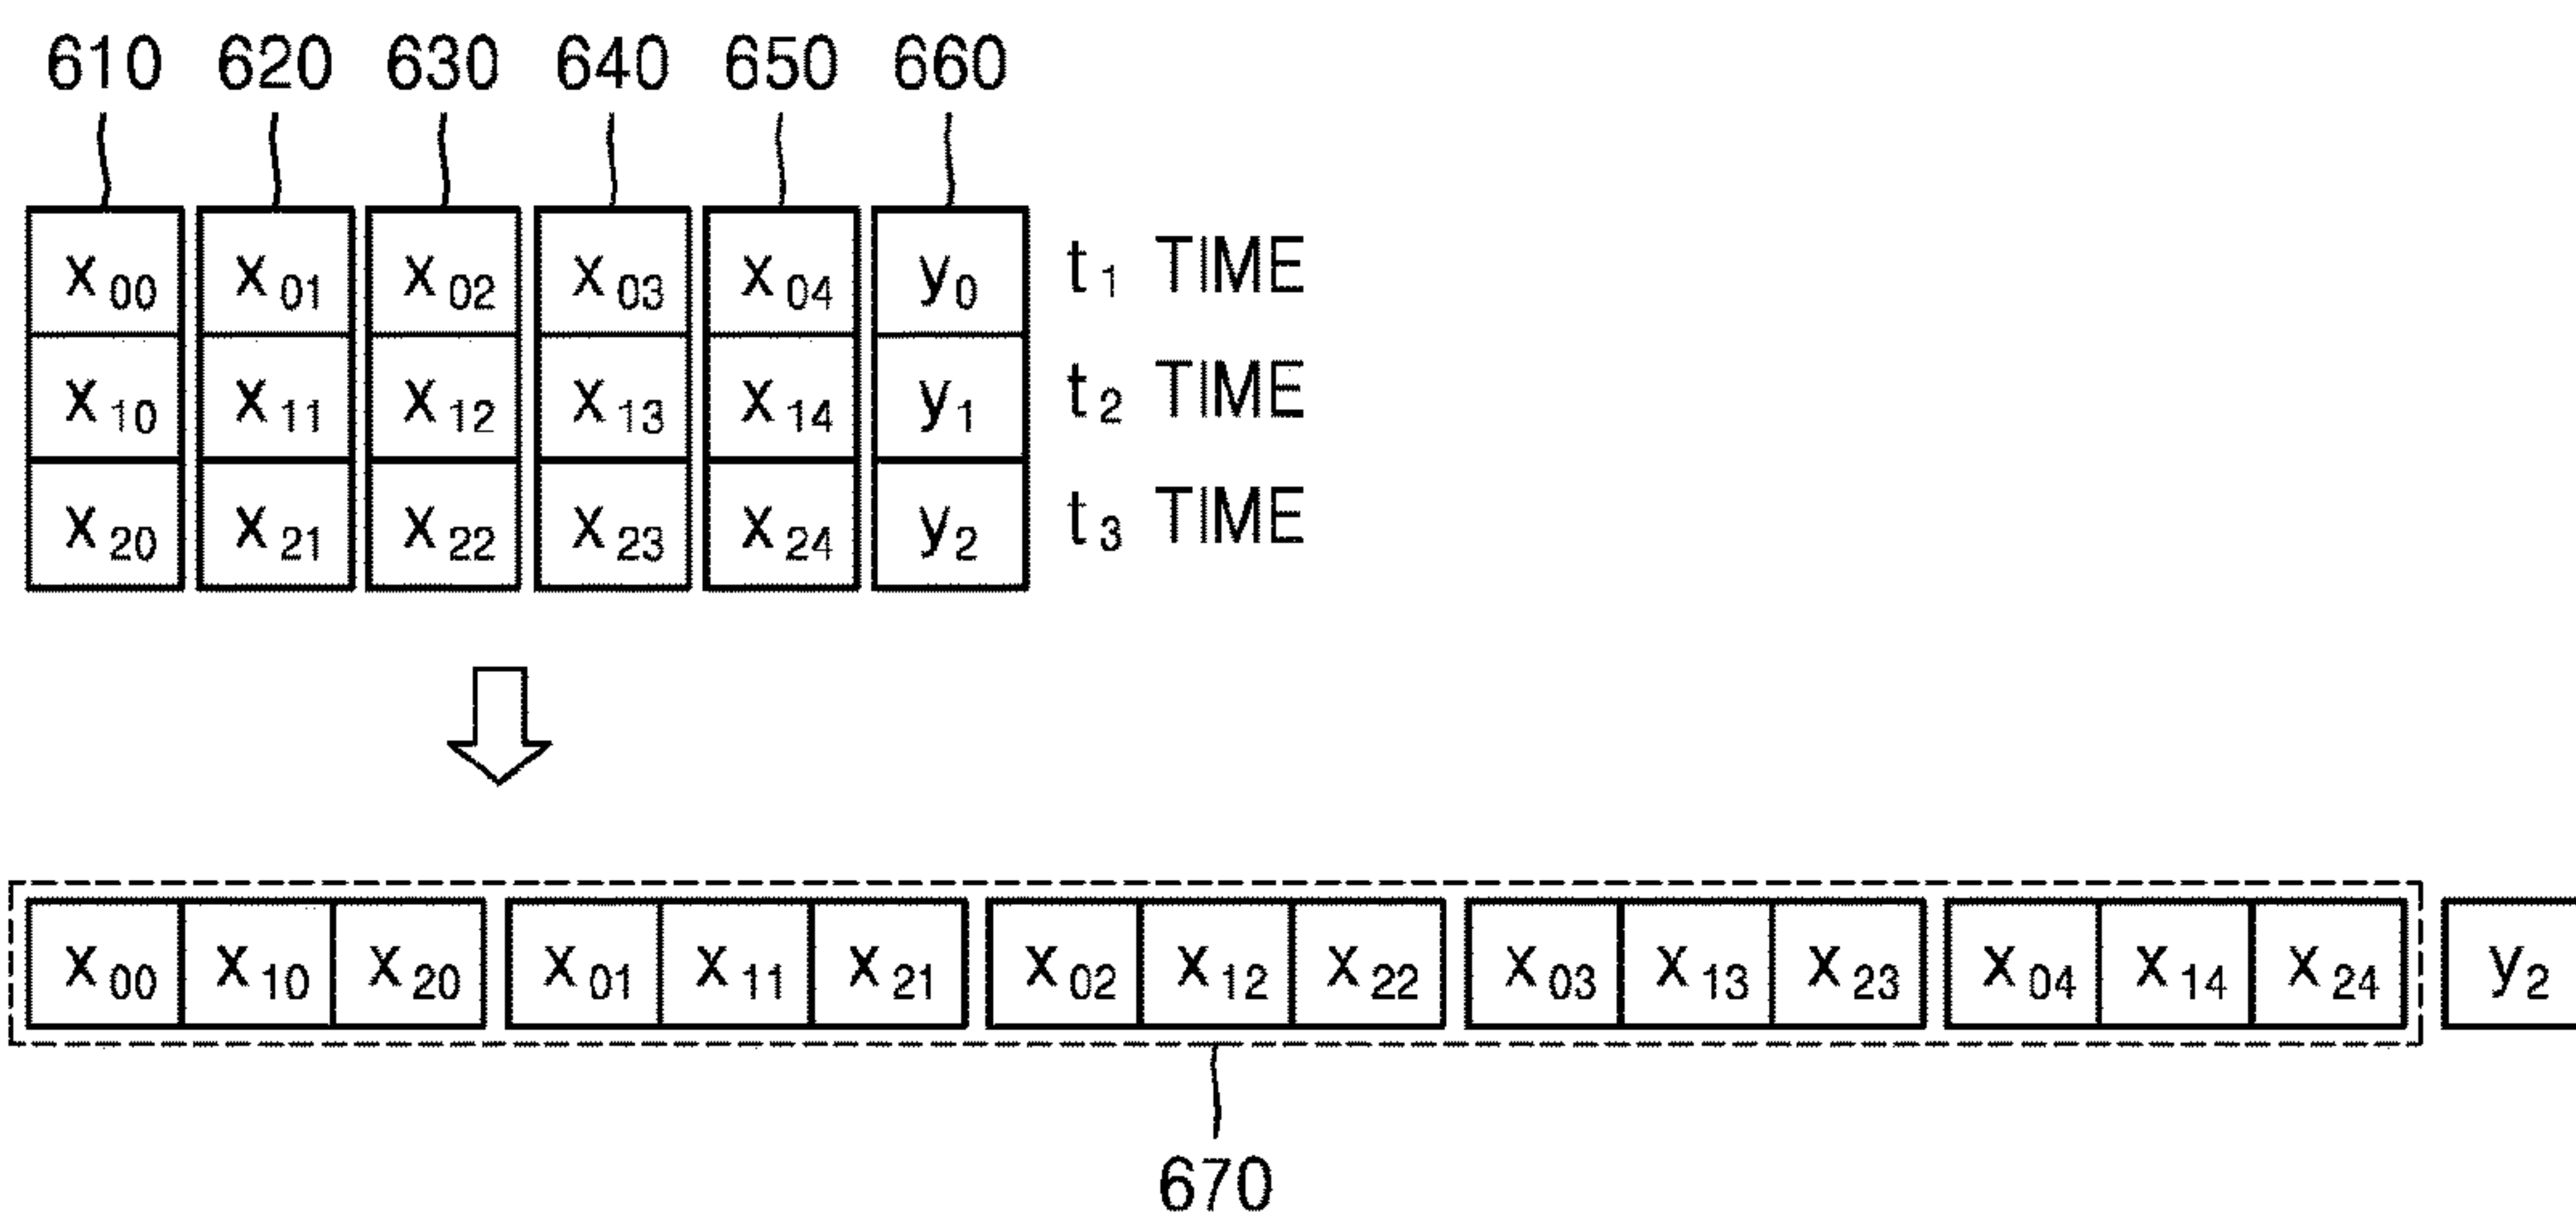 610 620 630 640 650 660
x00 x01 x02 x03 x04 y0 t1 TIME
x10 x11 x12 x13 x14 y1 t2 TIME
x20 x21 x22 x23 x24 y2 t3 TIME
x00 x10 x20 x01 x11 x21 x02 x12 x22 x03 x13 x23 x04 x14 x24 y2
670